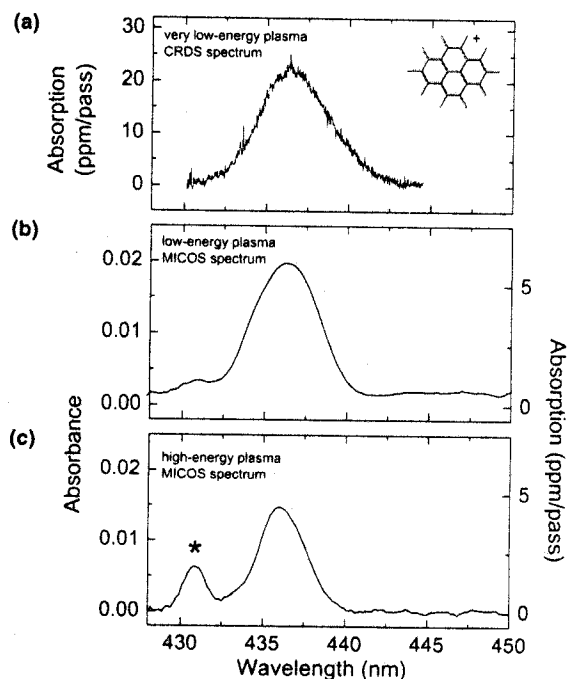 (a)
very low-energy plasma
CRDS spectrum
+
30
20
10
0
Absorption
(ppm/pass)
(b)
low-energy plasma
MICOS spectrum
0.02
0.01
0.00
5
0
(c)
high-energy plasma
MICOS spectrum
0.02
0.01
0.00
*
5
0
Absorbance
Absorption (ppm/pass)
430 435 440 445 450
Wavelength (nm)